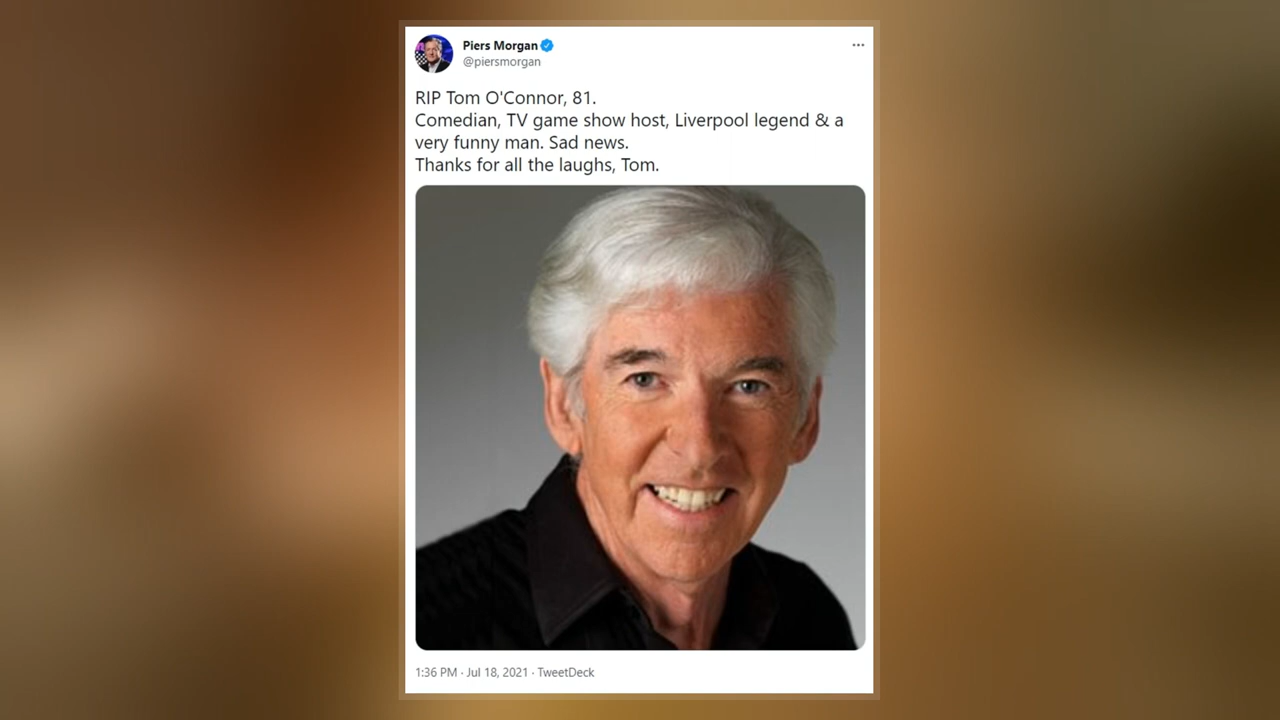 Piers Morgan
@piersmorgan
RIP Tom O'Connor, 81.
Comedian, TV game show host, Liverpool legend & a
very funny man. Sad news.
Thanks for all the laughs, Tom.
1:36 PM · Jul 18, 2021 · TweetDeck